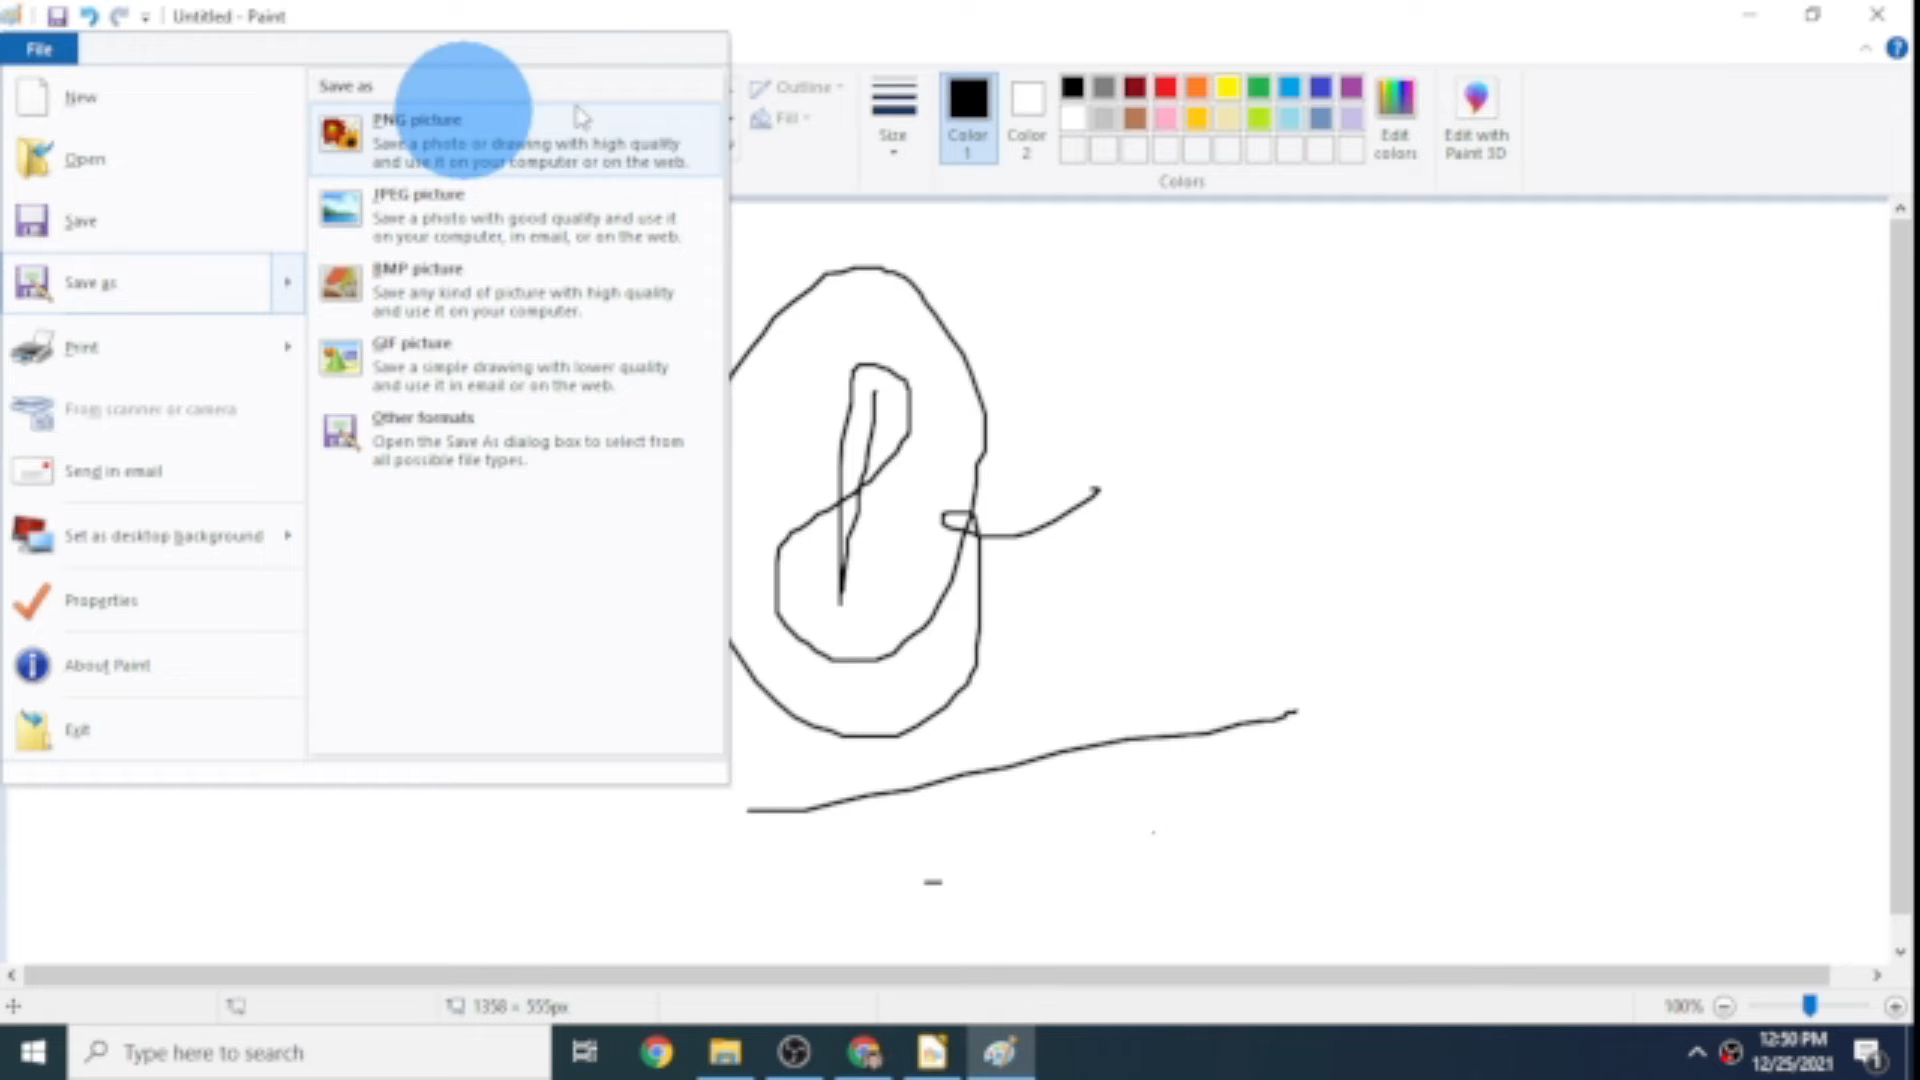 Untitled - Paint
File
New
Open
Save
Save as
Print
From scanner or camera
Send in email
Set as desktop background
Properties
About Paint
Exit
Save as
PNG picture
Save a photo or drawing with high quality
and use it on your computer or on the web.
JPEG picture
Save a photo with good quality and use it
on your computer, in email, or on the web.
BMP picture
Save any kind of picture with high quality
and use it on your computer.
GIF picture
Save a simple drawing with lower quality
and use it in email or on the web.
Other formats
Open the Save As dialog box to select from
all possible file types.
Outline
Fill
Size
Color
1
Color
2
Edit
colors
Edit with
Paint 3D
Colors
1358 × 555px
100%
Type here to search
12:50 PM
12/25/2021
1